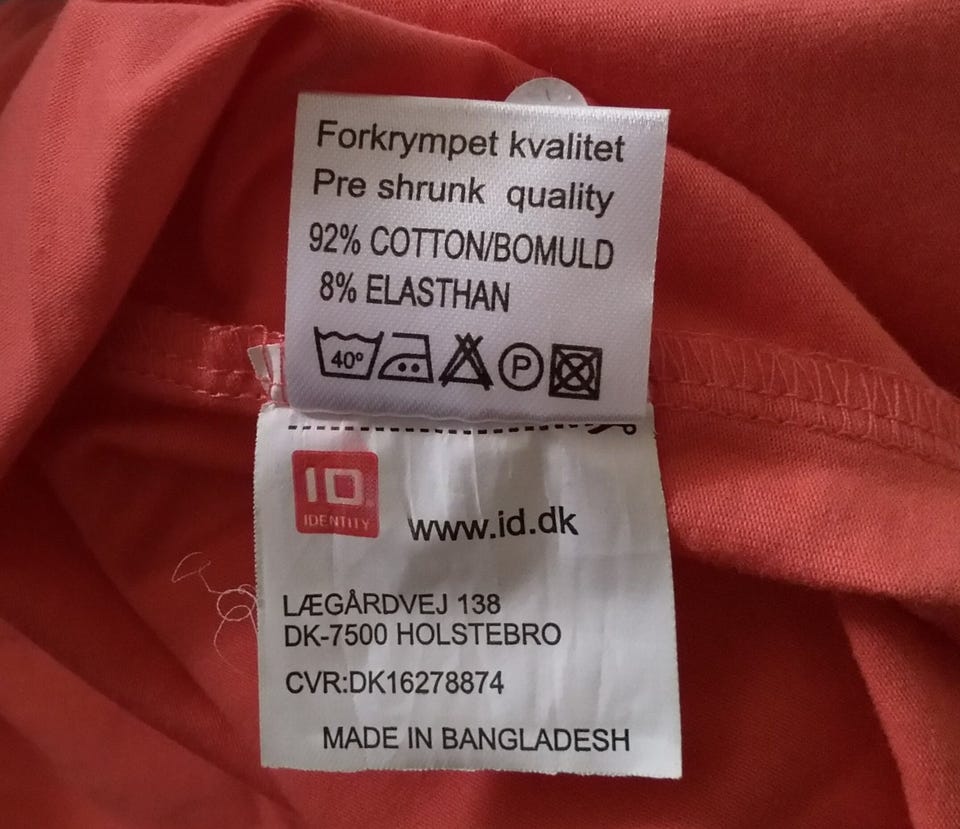 Forkrympet kvalitet
Pre shrunk quality
92% COTTON/BOMULD
8% ELASTHAN
40°
P
ID
IDENTITY
www.id.dk
LÆGÅRDVEJ 138
DK-7500 HOLSTEBRO
CVR:DK16278874
MADE IN BANGLADESH